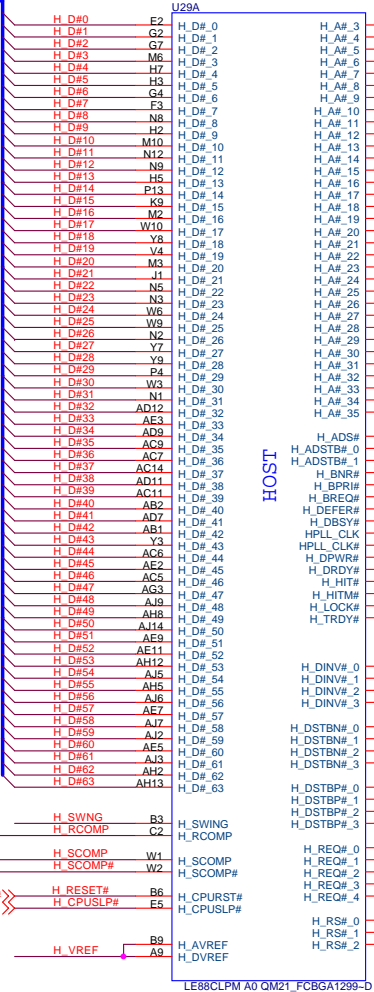 U29A
H_D#0 E2 H_D#_0 H_A#_3
H_D#1 G2 H_D#_1 H_A#_4
H_D#2 G7 H_D#_2 H_A#_5
H_D#3 M6 H_D#_3 H_A#_6
H_D#4 H7 H_D#_4 H_A#_7
H_D#5 H3 H_D#_5 H_A#_8
H_D#6 G4 H_D#_6 H_A#_9
H_D#7 F3 H_D#_7 H_A#_10
H_D#8 N8 H_D#_8 H_A#_11
H_D#9 H2 H_D#_9 H_A#_12
H_D#10 M10 H_D#_10 H_A#_13
H_D#11 N12 H_D#_11 H_A#_14
H_D#12 N9 H_D#_12 H_A#_15
H_D#13 H5 H_D#_13 H_A#_16
H_D#14 P13 H_D#_14 H_A#_17
H_D#15 K9 H_D#_15 H_A#_18
H_D#16 M2 H_D#_16 H_A#_19
H_D#17 W10 H_D#_17 H_A#_20
H_D#18 Y8 H_D#_18 H_A#_21
H_D#19 V4 H_D#_19 H_A#_22
H_D#20 M3 H_D#_20 H_A#_23
H_D#21 J1 H_D#_21 H_A#_24
H_D#22 N5 H_D#_22 H_A#_25
H_D#23 N3 H_D#_23 H_A#_26
H_D#24 W6 H_D#_24 H_A#_27
H_D#25 W9 H_D#_25 H_A#_28
H_D#26 N2 H_D#_26 H_A#_29
H_D#27 Y7 H_D#_27 H_A#_30
H_D#28 Y9 H_D#_28 H_A#_31
H_D#29 P4 H_D#_29 H_A#_32
H_D#30 W3 H_D#_30 H_A#_33
H_D#31 N1 H_D#_31 H_A#_34
H_D#32 AD12 H_D#_32 H_A#_35
H_D#33 AE3 H_D#_33
H_D#34 AD9 H_D#_34 H_ADS#
H_D#35 AC9 H_D#_35 H_ADSTB#_0
H_D#36 AC7 H_D#_36 H_ADSTB#_1
H_D#37 AC14 H_D#_37 H_BNR#
H_D#38 AD11 H_D#_38 H_BPRI#
H_D#39 AC11 H_D#_39 H_BREQ#
H_D#40 AB2 H_D#_40 H_DEFER#
H_D#41 AD7 H_D#_41 H_DBSY#
H_D#42 AB1 H_D#_42 HPLL_CLK
H_D#43 Y3 H_D#_43 HPLL_CLK#
H_D#44 AC6 H_D#_44 H_DPWR#
H_D#45 AE2 H_D#_45 H_DRDY#
H_D#46 AC5 H_D#_46 H_HIT#
H_D#47 AG3 H_D#_47 H_HITM#
H_D#48 AJ9 H_D#_48 H_LOCK#
H_D#49 AH8 H_D#_49 H_TRDY#
H_D#50 AJ14 H_D#_50
H_D#51 AE9 H_D#_51
H_D#52 AE11 H_D#_52
H_D#53 AH12 H_D#_53 H_DINV#_0
H_D#54 AJ5 H_D#_54 H_DINV#_1
H_D#55 AH5 H_D#_55 H_DINV#_2
H_D#56 AJ6 H_D#_56 H_DINV#_3
H_D#57 AE7 H_D#_57
H_D#58 AJ7 H_D#_58 H_DSTBN#_0
H_D#59 AJ2 H_D#_59 H_DSTBN#_1
H_D#60 AE5 H_D#_60 H_DSTBN#_2
H_D#61 AJ3 H_D#_61 H_DSTBN#_3
H_D#62 AH2 H_D#_62
H_D#63 AH13 H_D#_63 H_DSTBP#_0
H_DSTBP#_1
H_DSTBP#_2
H_SWNG B3 H_SWING H_DSTBP#_3
H_RCOMP C2 H_RCOMP
H_REQ#_0
H_SCOMP W1 H_SCOMP H_REQ#_1
H_SCOMP# W2 H_SCOMP# H_REQ#_2
H_REQ#_3
H_RESET# B6 H_CPURST# H_REQ#_4
H_CPUSLP# E5 H_CPUSLP#
H_RS#_0
H_RS#_1
B9 H_AVREF H_RS#_2
H_VREF A9 H_DVREF
HOST
LE88CLPM A0 QM21_FCBGA1299~D